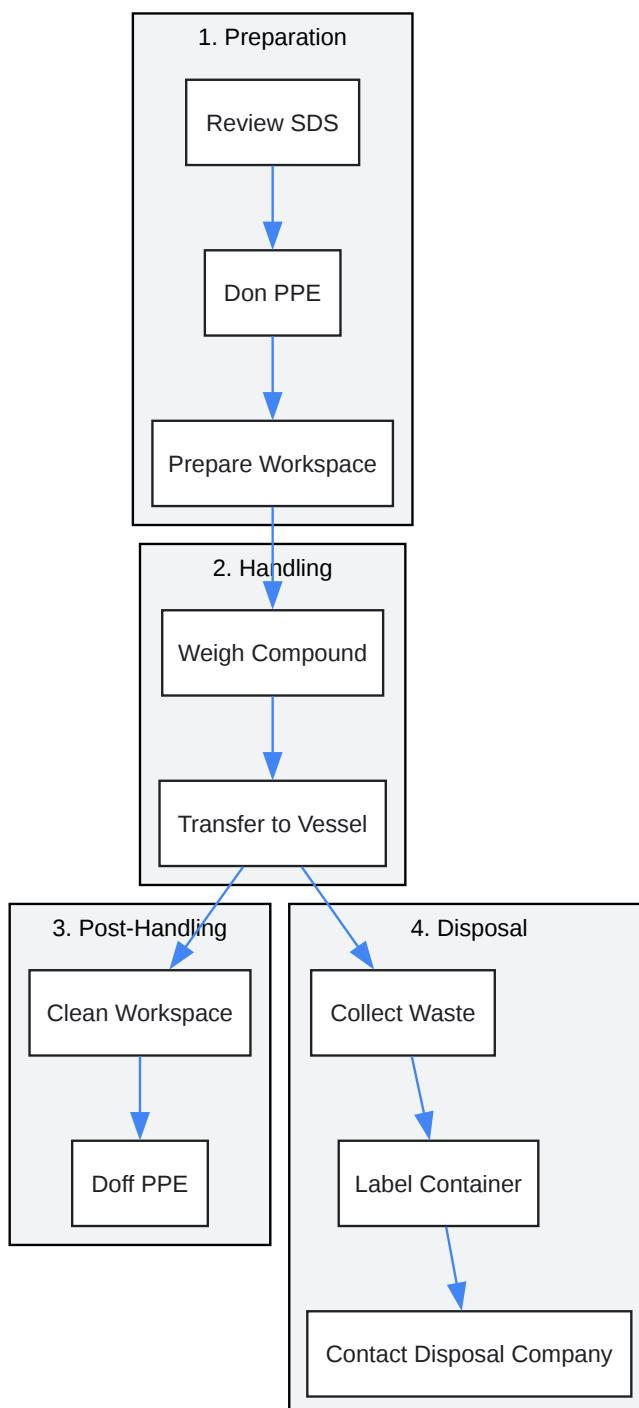 1. Preparation
Review SDS
Don PPE
Prepare Workspace
2. Handling
Weigh Compound
Transfer to Vessel
3. Post-Handling
Clean Workspace
Doff PPE
4. Disposal
Collect Waste
Label Container
Contact Disposal Company